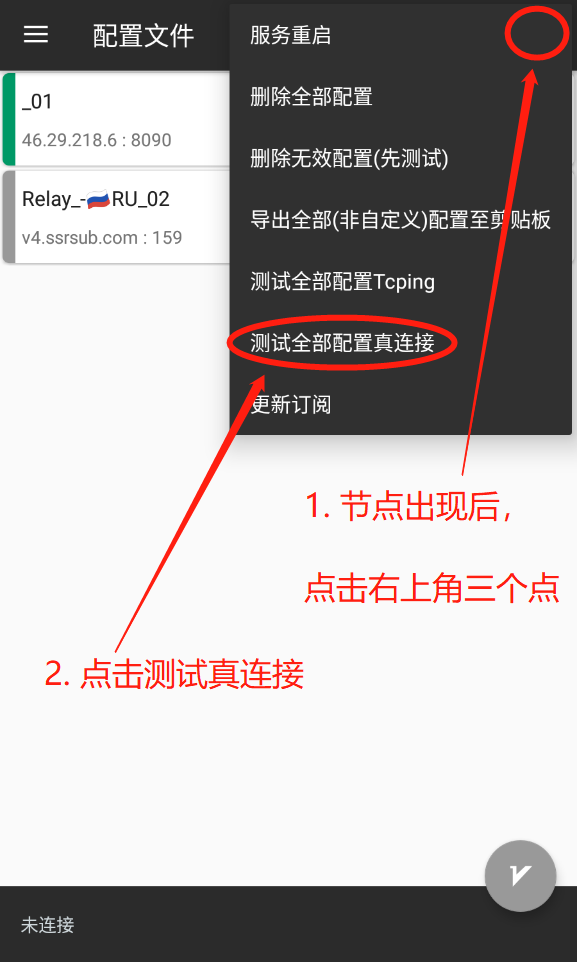 配置文件
服务重启
_01
46.29.218.6 : 8090
删除全部配置
删除无效配置(先测试)
Relay_-🇷🇺RU_02
v4.ssrsub.com : 159
导出全部(非自定义)配置至剪贴板
测试全部配置Tcping
测试全部配置真连接
更新订阅
1. 节点出现后，
点击右上角三个点
2. 点击测试真连接
未连接